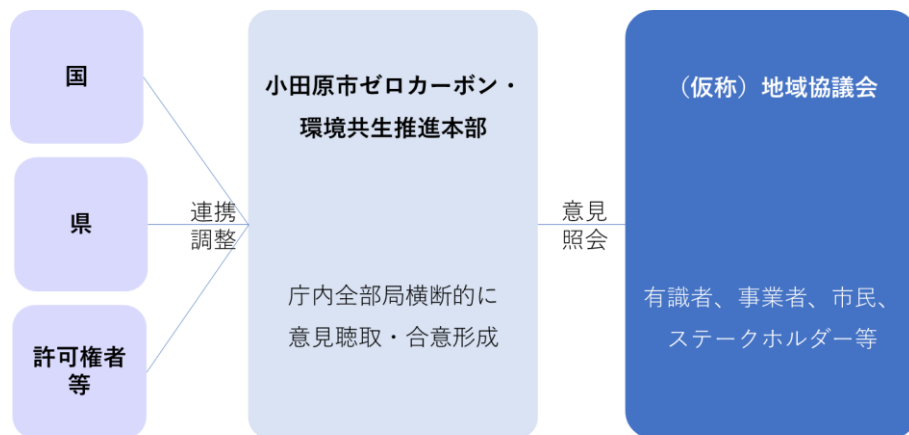 国
県
許可権者
等
連携
調整
小田原市ゼロカーボン・
環境共生推進本部
庁内全部局横断的に
意見聴取・合意形成
意見
照会
（仮称）地域協議会
有識者、事業者、市民、
ステークホルダー等